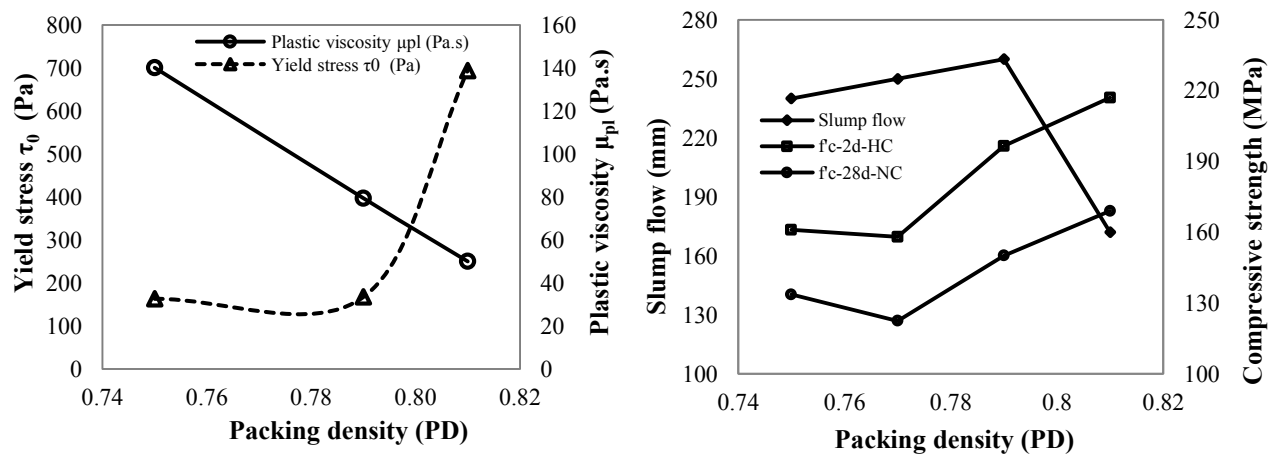 800
700
600
500
400
300
200
100
0
Yield stress τ0 (Pa)
160
140
120
100
80
60
40
20
0
Plastic viscosity μpl (Pa.s)
Plastic viscosity μpl (Pa.s)
Yield stress τ0 (Pa)
0.74 0.76 0.78 0.80 0.82
Packing density (PD)
280
250
220
190
160
130
100
Slump flow (mm)
250
220
190
160
130
100
Compressive strength (MPa)
Slump flow
f'c-2d-HC
f'c-28d-NC
0.74 0.76 0.78 0.8 0.82
Packing density (PD)